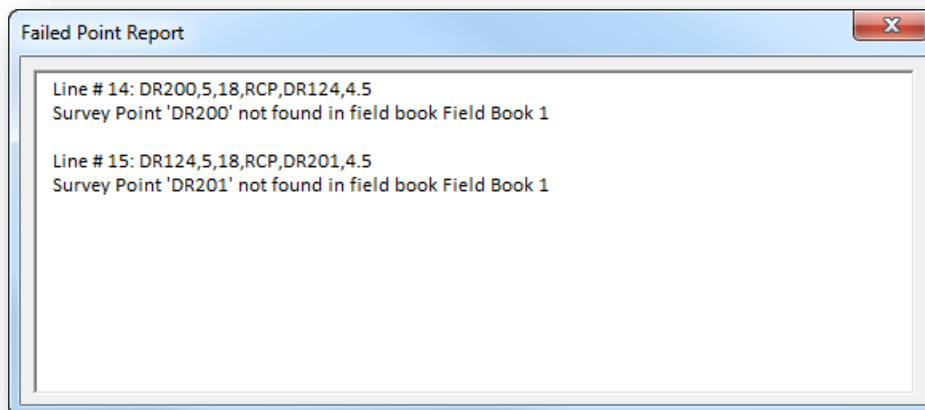 Failed Point Report
Line # 14: DR200,5,18,RCP,DR124,4.5
Survey Point 'DR200' not found in field book Field Book 1
Line # 15: DR124,5,18,RCP,DR201,4.5
Survey Point 'DR201' not found in field book Field Book 1